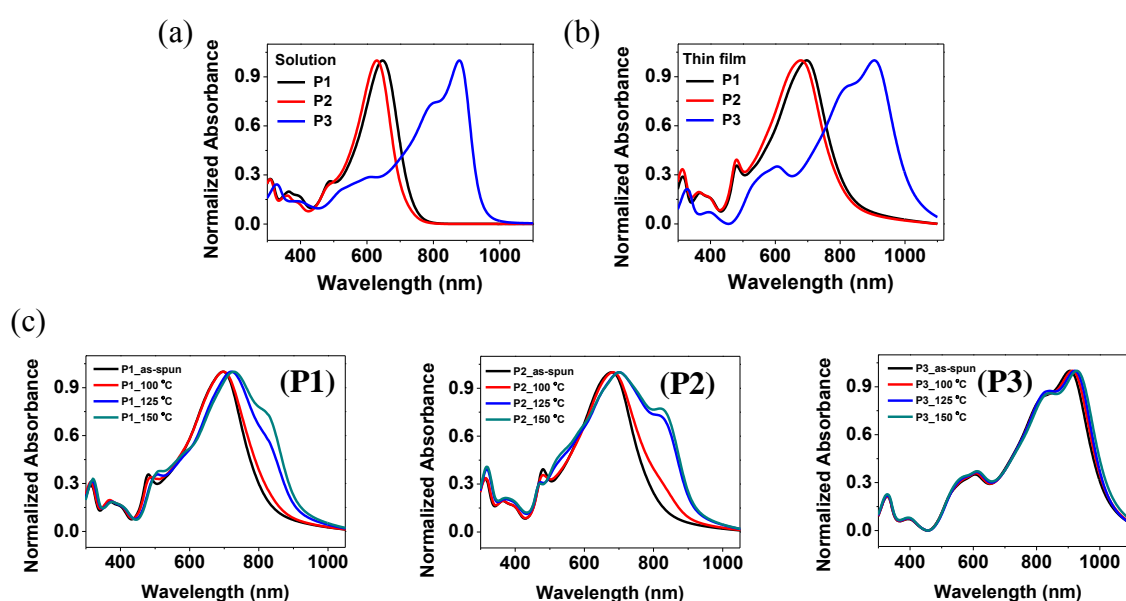 (a)
Normalized Absorbance
1.0
0.9
0.6
0.3
0.0
Solution
P1
P2
P3
400
600
800
1000
Wavelength (nm)
(b)
Normalized Absorbance
1.0
0.9
0.6
0.3
0.0
Thin film
P1
P2
P3
400
600
800
1000
Wavelength (nm)
(c)
Normalized Absorbance
0.9
0.6
0.3
0.0
P1_as-spun
P1_100 °C
P1_125 °C
P1_150 °C
(P1)
400
600
800
1000
Wavelength (nm)
Normalized Absorbance
0.9
0.6
0.3
0.0
P2_as-spun
P2_100 °C
P2_125 °C
P2_150 °C
(P2)
400
600
800
1000
Wavelength (nm)
Normalized Absorbance
0.9
0.6
0.3
0.0
P3_as-spun
P3_100 °C
P3_125 °C
P3_150 °C
(P3)
400
600
800
1000
Wavelength (nm)